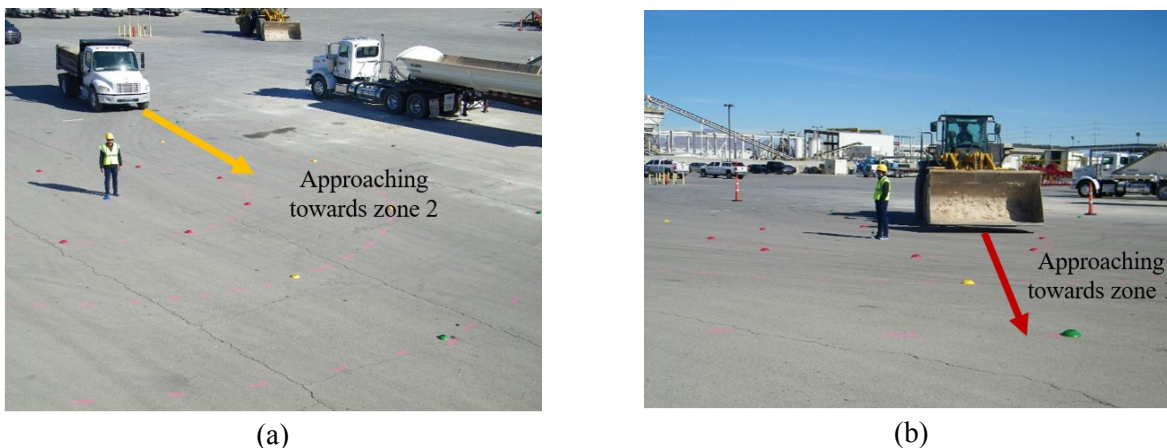 Approaching
towards zone 2
Approaching
towards zone
(a)
(b)